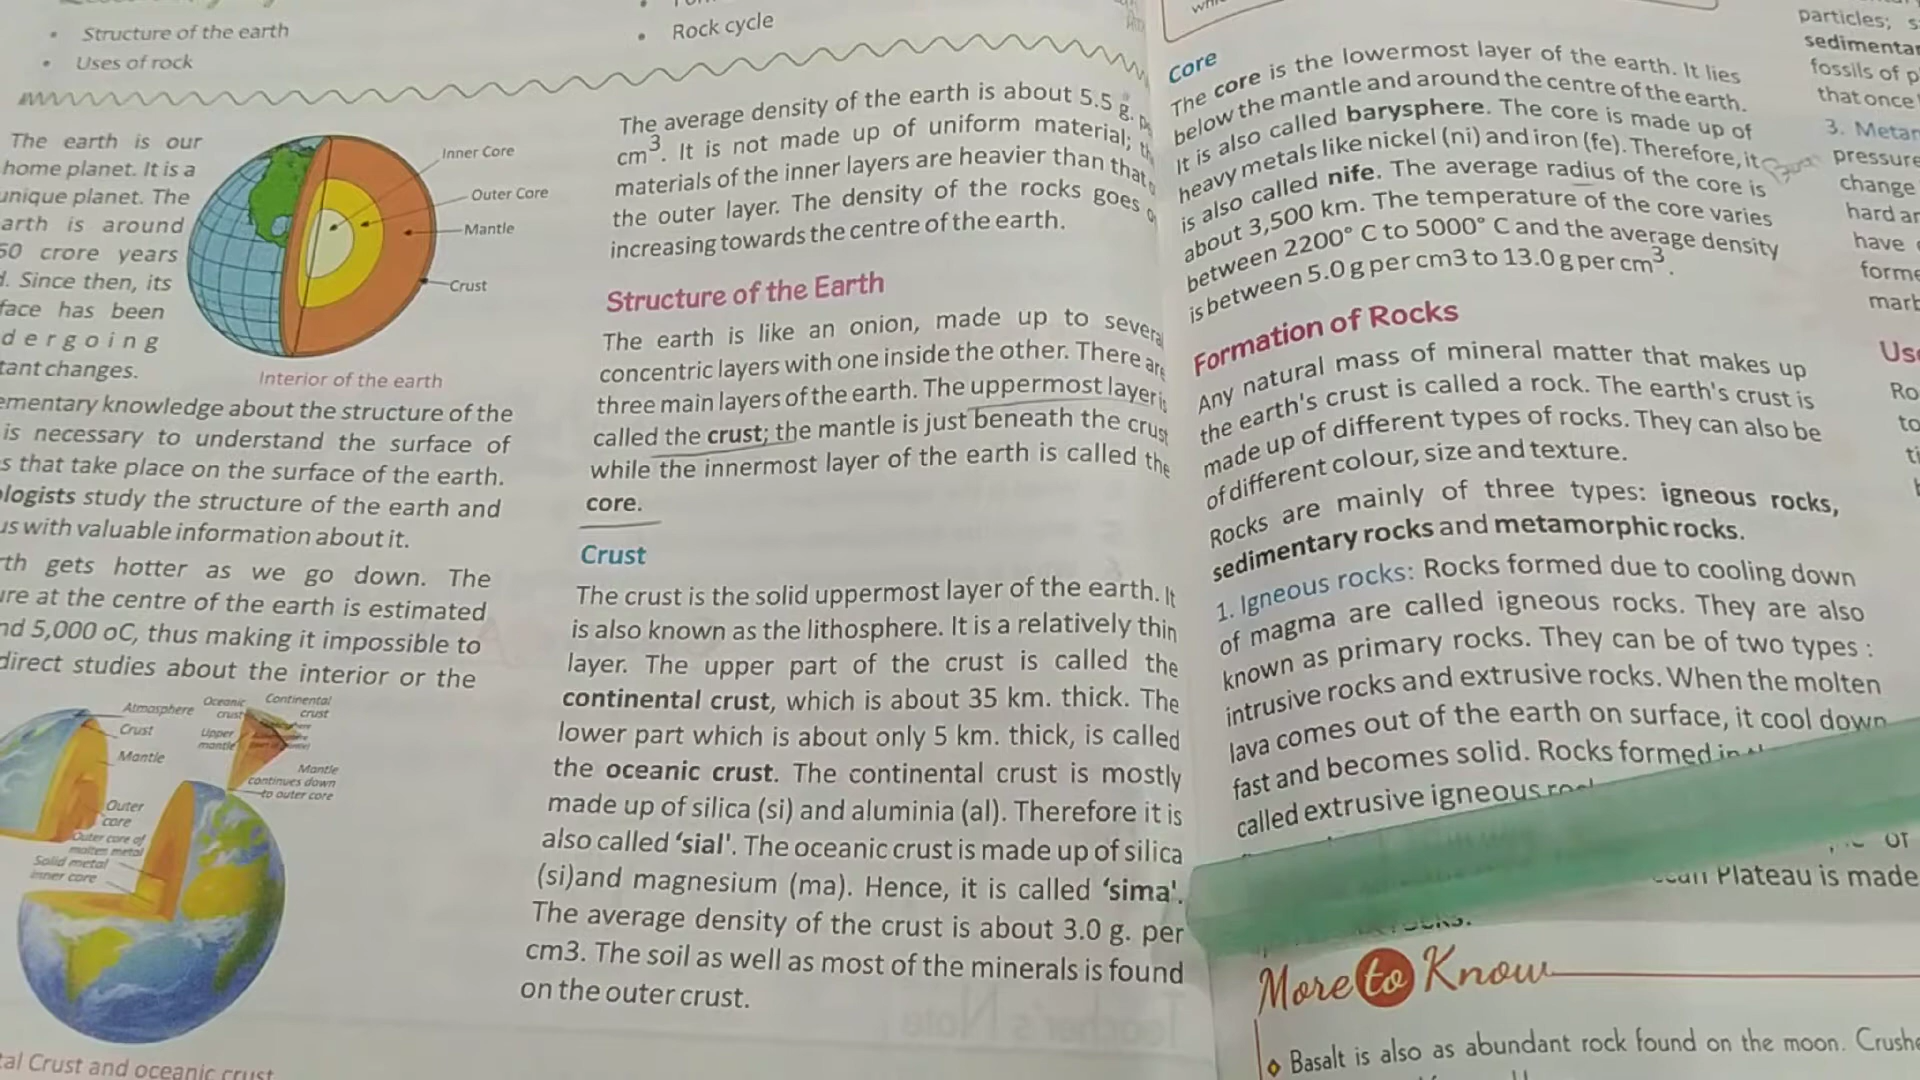 Structure of the earth
Uses of rock
Rock cycle
The earth is our
home planet. It is a
unique planet. The
is around
crore years
Since then, its
has been
changes.
Inner Core
Outer Core
Mantle
Crust
Interior of the earth
knowledge about the structure of the
is necessary to understand the surface of
that take place on the surface of the earth.
study the structure of the earth and
with valuable information about it.
gets hotter as we go down. The
at the centre of the earth is estimated
5,000 oC, thus making it impossible to
direct studies about the interior or the
Atmosphere
Crust
Mantle
Outer
core
Outer core of
molten metal
Solid metal
inner core
Oceanic
crust
Continental
crust
Upper
mantle
Mantle
continues down
to outer core
Crust and oceanic crust
The average density of the earth is about 5.5 g.
cm3. It is not made up of uniform material;
materials of the inner layers are heavier than that
the outer layer. The density of the rocks goes
increasing towards the centre of the earth.
Structure of the Earth
The earth is like an onion, made up to several
concentric layers with one inside the other. There are
three main layers of the earth. The uppermost layer is
called the crust; the mantle is just beneath the crust
while the innermost layer of the earth is called the
core.
Crust
The crust is the solid uppermost layer of the earth. It
is also known as the lithosphere. It is a relatively thin
layer. The upper part of the crust is called the
continental crust, which is about 35 km. thick. The
lower part which is about only 5 km. thick, is called
the oceanic crust. The continental crust is mostly
made up of silica (si) and aluminia (al). Therefore it is
also called ‘sial'. The oceanic crust is made up of silica
(si)and magnesium (ma). Hence, it is called ‘sima'.
The average density of the crust is about 3.0 g. per
cm3. The soil as well as most of the minerals is found
on the outer crust.
Core
The core is the lowermost layer of the earth. It lies
below the mantle and around the centre of the earth.
It is also called barysphere. The core is made up of
heavy metals like nickel (ni) and iron (fe). Therefore, it
is also called nife. The average radius of the core is
about 3,500 km. The temperature of the core varies
between 2200° C to 5000° C and the average density
is between 5.0 g per cm3 to 13.0 g per cm3.
Formation of Rocks
Any natural mass of mineral matter that makes up
the earth's crust is called a rock. The earth's crust is
made up of different types of rocks. They can also be
of different colour, size and texture.
Rocks are mainly of three types: igneous rocks,
sedimentary rocks and metamorphic rocks.
1. Igneous rocks: Rocks formed due to cooling down
of magma are called igneous rocks. They are also
known as primary rocks. They can be of two types :
intrusive rocks and extrusive rocks. When the molten
lava comes out of the earth on surface, it cool down
fast and becomes solid. Rocks formed in
called extrusive igneous
or
Plateau is made
More to Know
Basalt is also as abundant rock found on the moon.
particles;
fossils of
that once
3.
pressure
change
hard
have